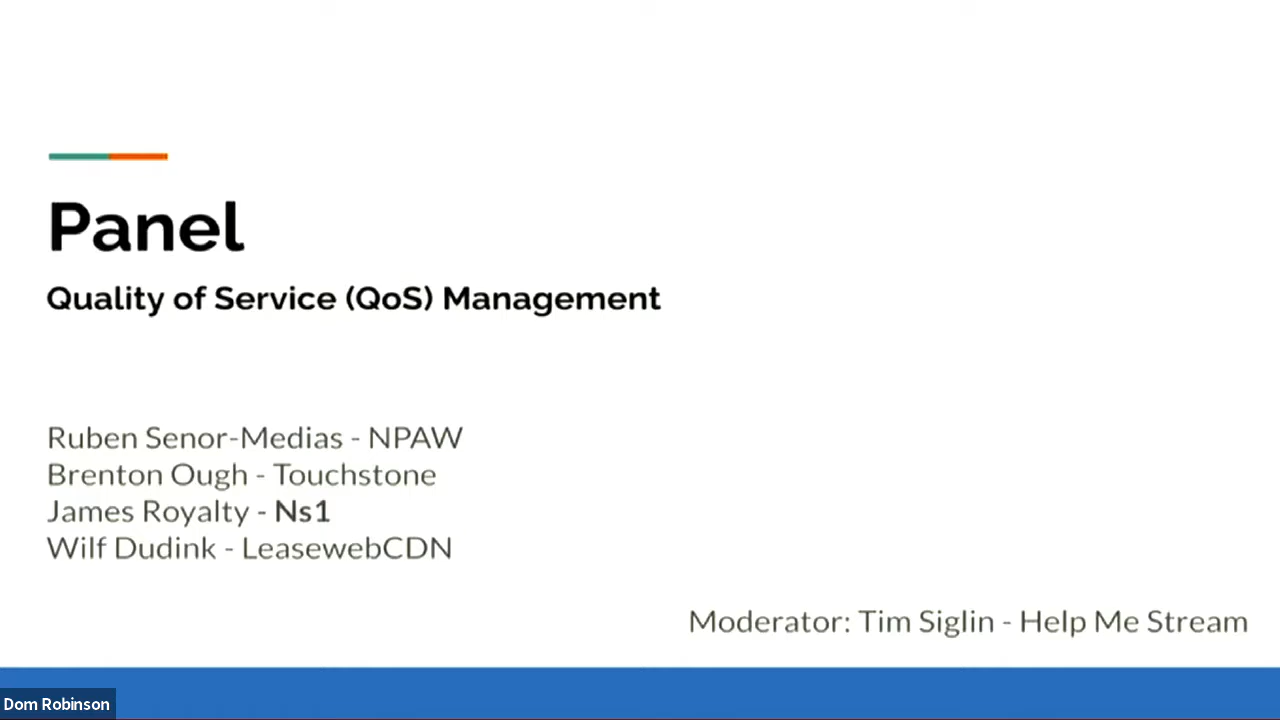 Panel
Quality of Service (QoS) Management
Ruben Senor-Medias - NPAW
Brenton Ough - Touchstone
James Royalty - Ns1
Wilf Dudink - LeasewebCDN
Moderator: Tim Siglin - Help Me Stream
Dom Robinson